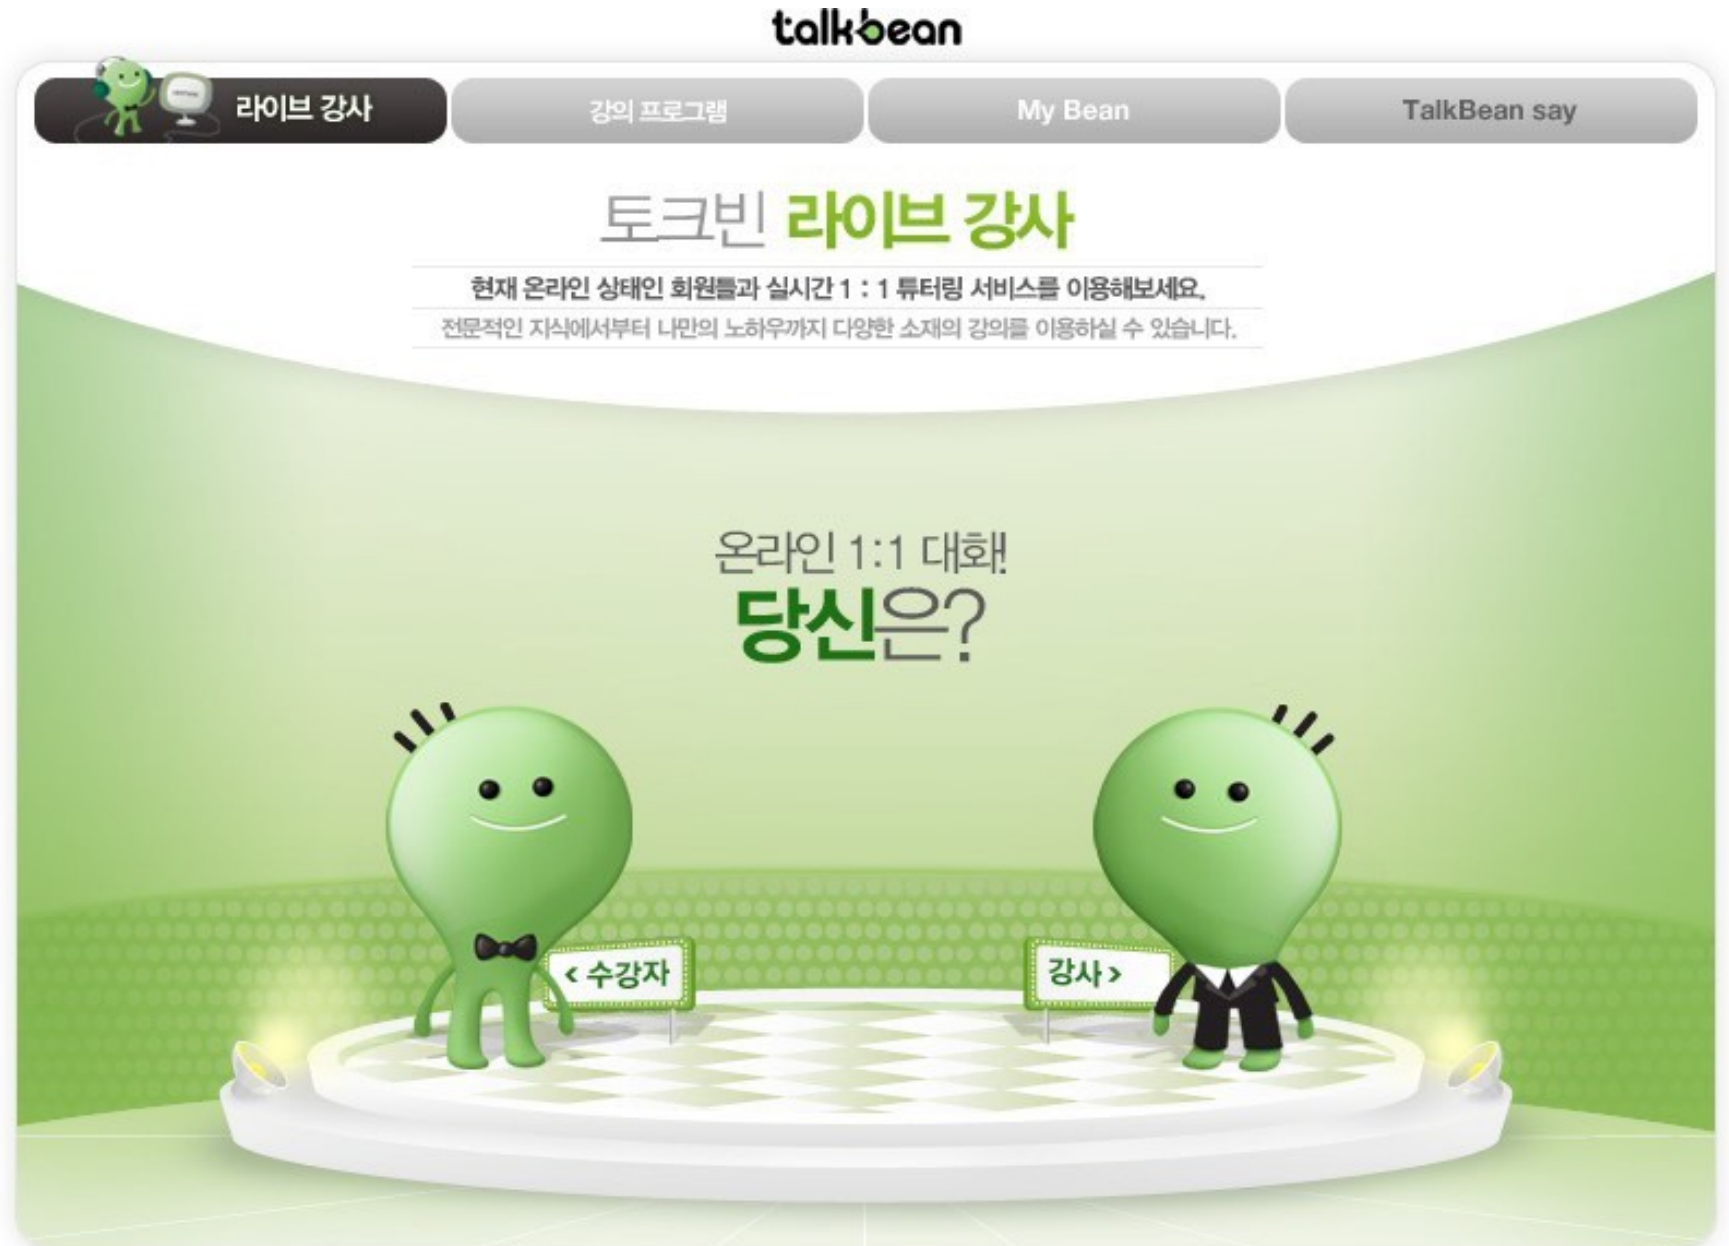 talkbean
라이브 강사
강의 프로그램
My Bean
TalkBean say
토크빈 라이브 강사
현재 온라인 상태인 회원들과 실시간 1 : 1 튜터링 서비스를 이용해보세요.
전문적인 지식에서부터 나만의 노하우까지 다양한 소재의 강의를 이용하실 수 있습니다.
온라인 1:1 대화!
당신은?
< 수강자
강사 >